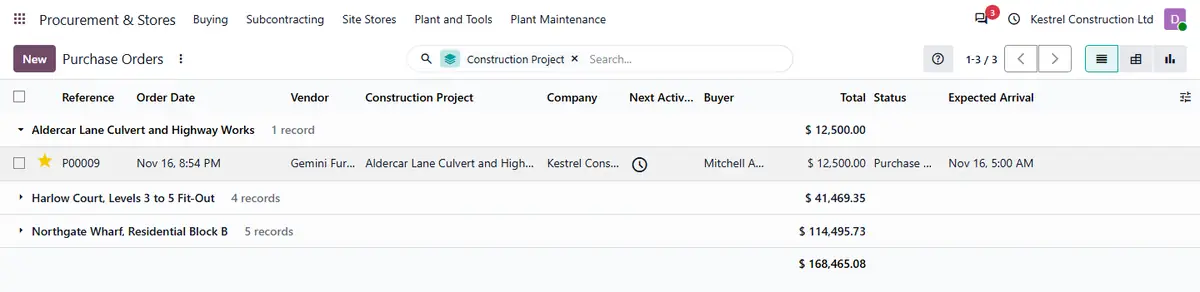 Procurement & Stores Buying Subcontracting Site Stores Plant and Tools Plant Maintenance 3 Kestrel Construction Ltd D
New Purchase Orders Construction Project × Search... 1-3 / 3
Reference Order Date Vendor Construction Project Company Next Activ... Buyer Total Status Expected Arrival
Aldercar Lane Culvert and Highway Works 1 record $ 12,500.00
P00009 Nov 16, 8:54 PM Gemini Fur... Aldercar Lane Culvert and High... Kestrel Cons... Mitchell A... $ 12,500.00 Purchase ... Nov 16, 5:00 AM
Harlow Court, Levels 3 to 5 Fit-Out 4 records $ 41,469.35
Northgate Wharf, Residential Block B 5 records $ 114,495.73
$ 168,465.08